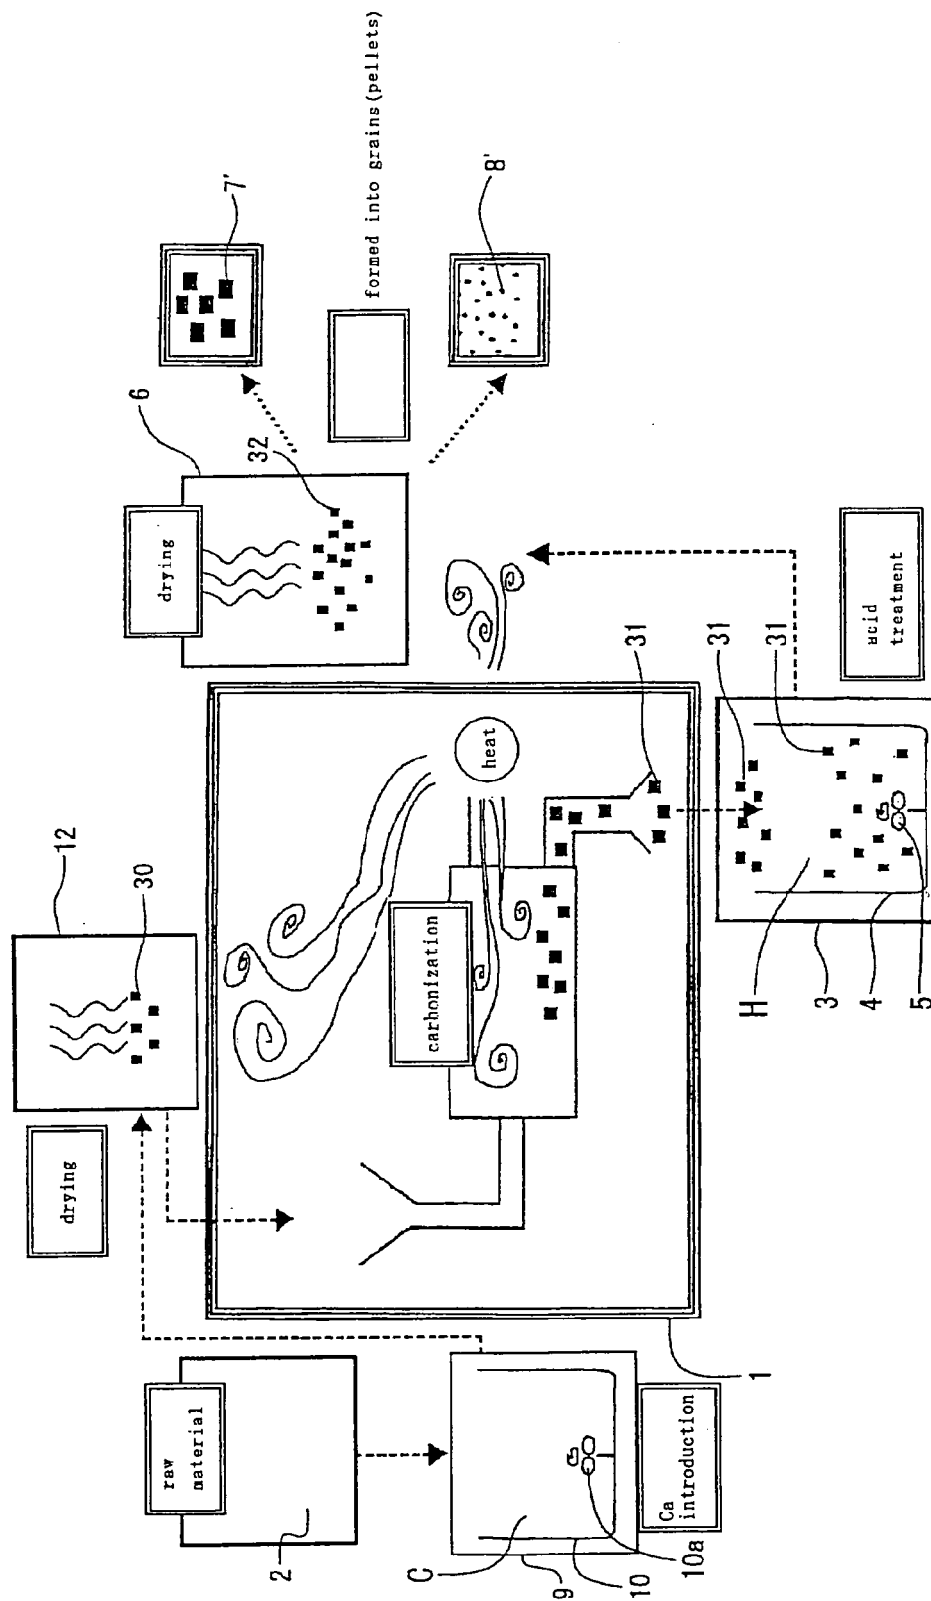 raw
material
2
C
9
10
10a
Ca
introduction
drying
12
30
1
carbonization
heat
31
31
31
H
3
4
5
acid
treatment
drying
6
32
7'
formed into grains(pellets)
8'